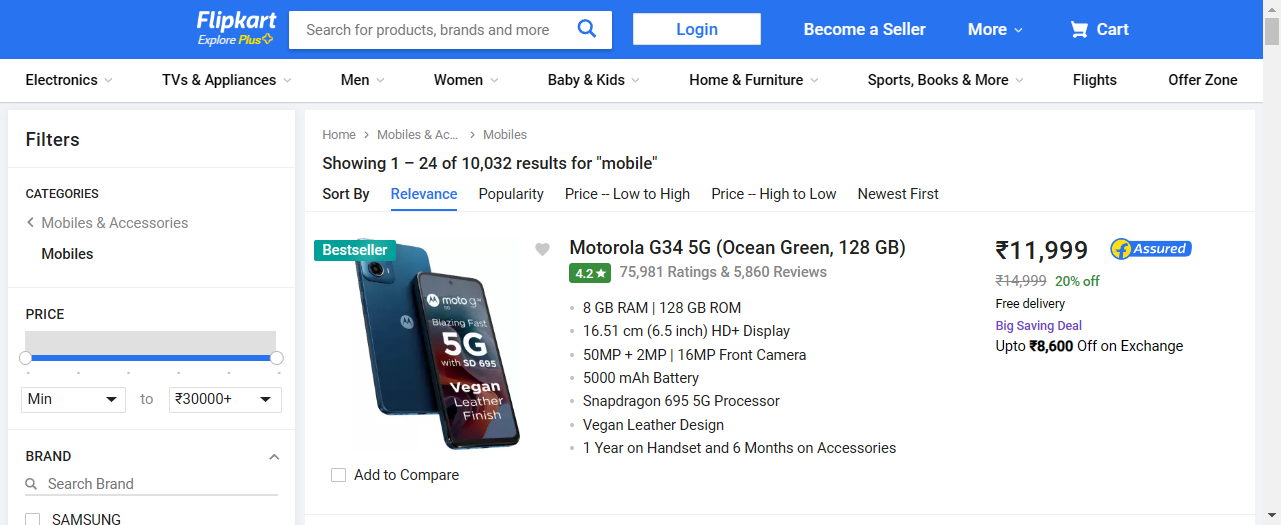 Flipkart
Explore Plus
Search for products, brands and more
Login
Become a Seller
More
Cart
Electronics
TVs & Appliances
Men
Women
Baby & Kids
Home & Furniture
Sports, Books & More
Flights
Offer Zone
Filters
CATEGORIES
Mobiles & Accessories
Mobiles
PRICE
Min
to
₹30000+
BRAND
Search Brand
SAMSUNG
Home
Mobiles & Ac...
Mobiles
Showing 1 – 24 of 10,032 results for "mobile"
Sort By
Relevance
Popularity
Price -- Low to High
Price -- High to Low
Newest First
Bestseller
moto g34
5G
Blazing Fast
5G
with SD 695
Vegan
Leather
Finish
Add to Compare
Motorola G34 5G (Ocean Green, 128 GB)
4.2★
75,981 Ratings & 5,860 Reviews
8 GB RAM | 128 GB ROM
16.51 cm (6.5 inch) HD+ Display
50MP + 2MP | 16MP Front Camera
5000 mAh Battery
Snapdragon 695 5G Processor
Vegan Leather Design
1 Year on Handset and 6 Months on Accessories
₹11,999
Assured
₹14,999 20% off
Free delivery
Big Saving Deal
Upto ₹8,600 Off on Exchange